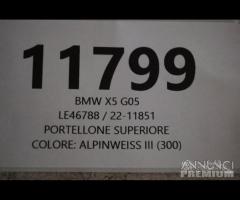 11799
BMW X5 G05
LE46788 / 22-11851
PORTELLONE SUPERIORE
COLORE: ALPINWEISS III (300)
ANNUNCI
PREMIUM